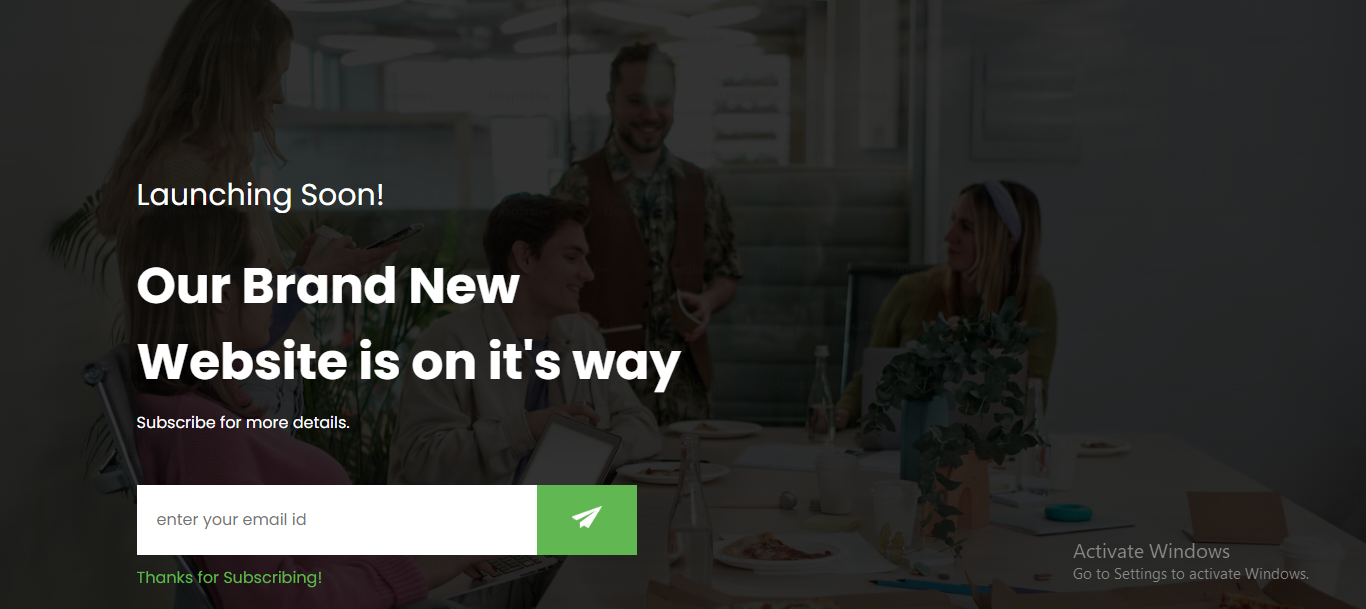 Launching Soon!
Our Brand New
Website is on it's way
Subscribe for more details.
enter your email id
Thanks for Subscribing!
Activate Windows
Go to Settings to activate Windows.